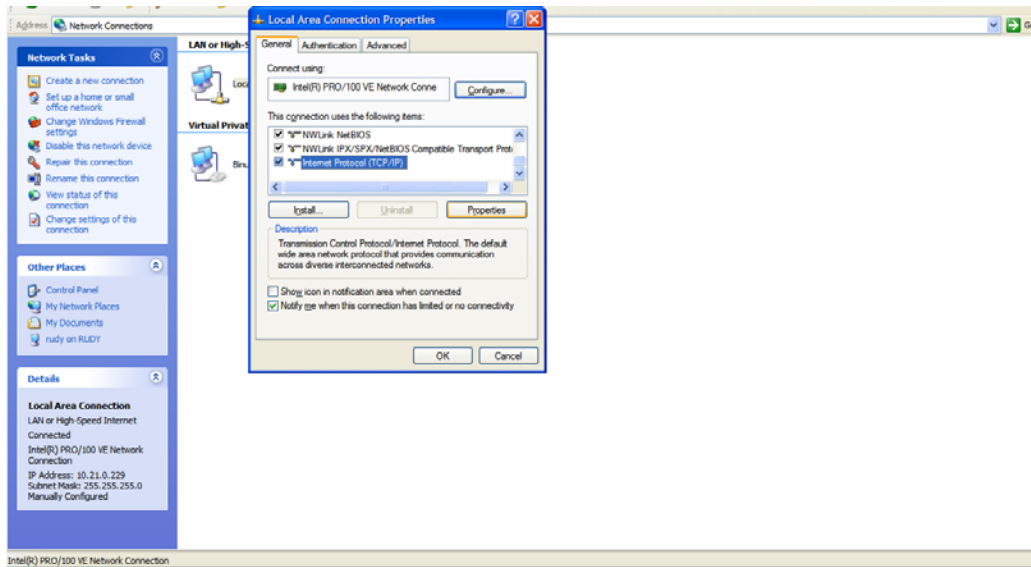 Address Network Connections
Network Tasks
Create a new connection
Set up a home or small
office network
Change Windows Firewall
settings
Disable this network device
Repair this connection
Rename this connection
View status of this
connection
Change settings of this
connection
Other Places
Control Panel
My Network Places
My Documents
rudy on RUDY
Details
Local Area Connection
LAN or High-Speed Internet
Connected
Intel(R) PRO/100 VE Network
Connection
IP Address: 10.21.0.229
Subnet Mask: 255.255.255.0
Manually Configured
LAN or High-S
Loca
Virtual Privat
Local Area Connection Properties
General Authentication Advanced
Connect using:
Intel(R) PRO/100 VE Network Conne Configure...
This connection uses the following items:
NWLink NetBIOS
NWLink IPX/SPX/NetBIOS Compatible Transport Proto
Internet Protocol (TCP/IP)
Install... Uninstall Properties
Description
Transmission Control Protocol/Internet Protocol. The default
wide area network protocol that provides communication
across diverse interconnected networks.
Show icon in notification area when connected
Notify me when this connection has limited or no connectivity
OK Cancel
Intel(R) PRO/100 VE Network Connection